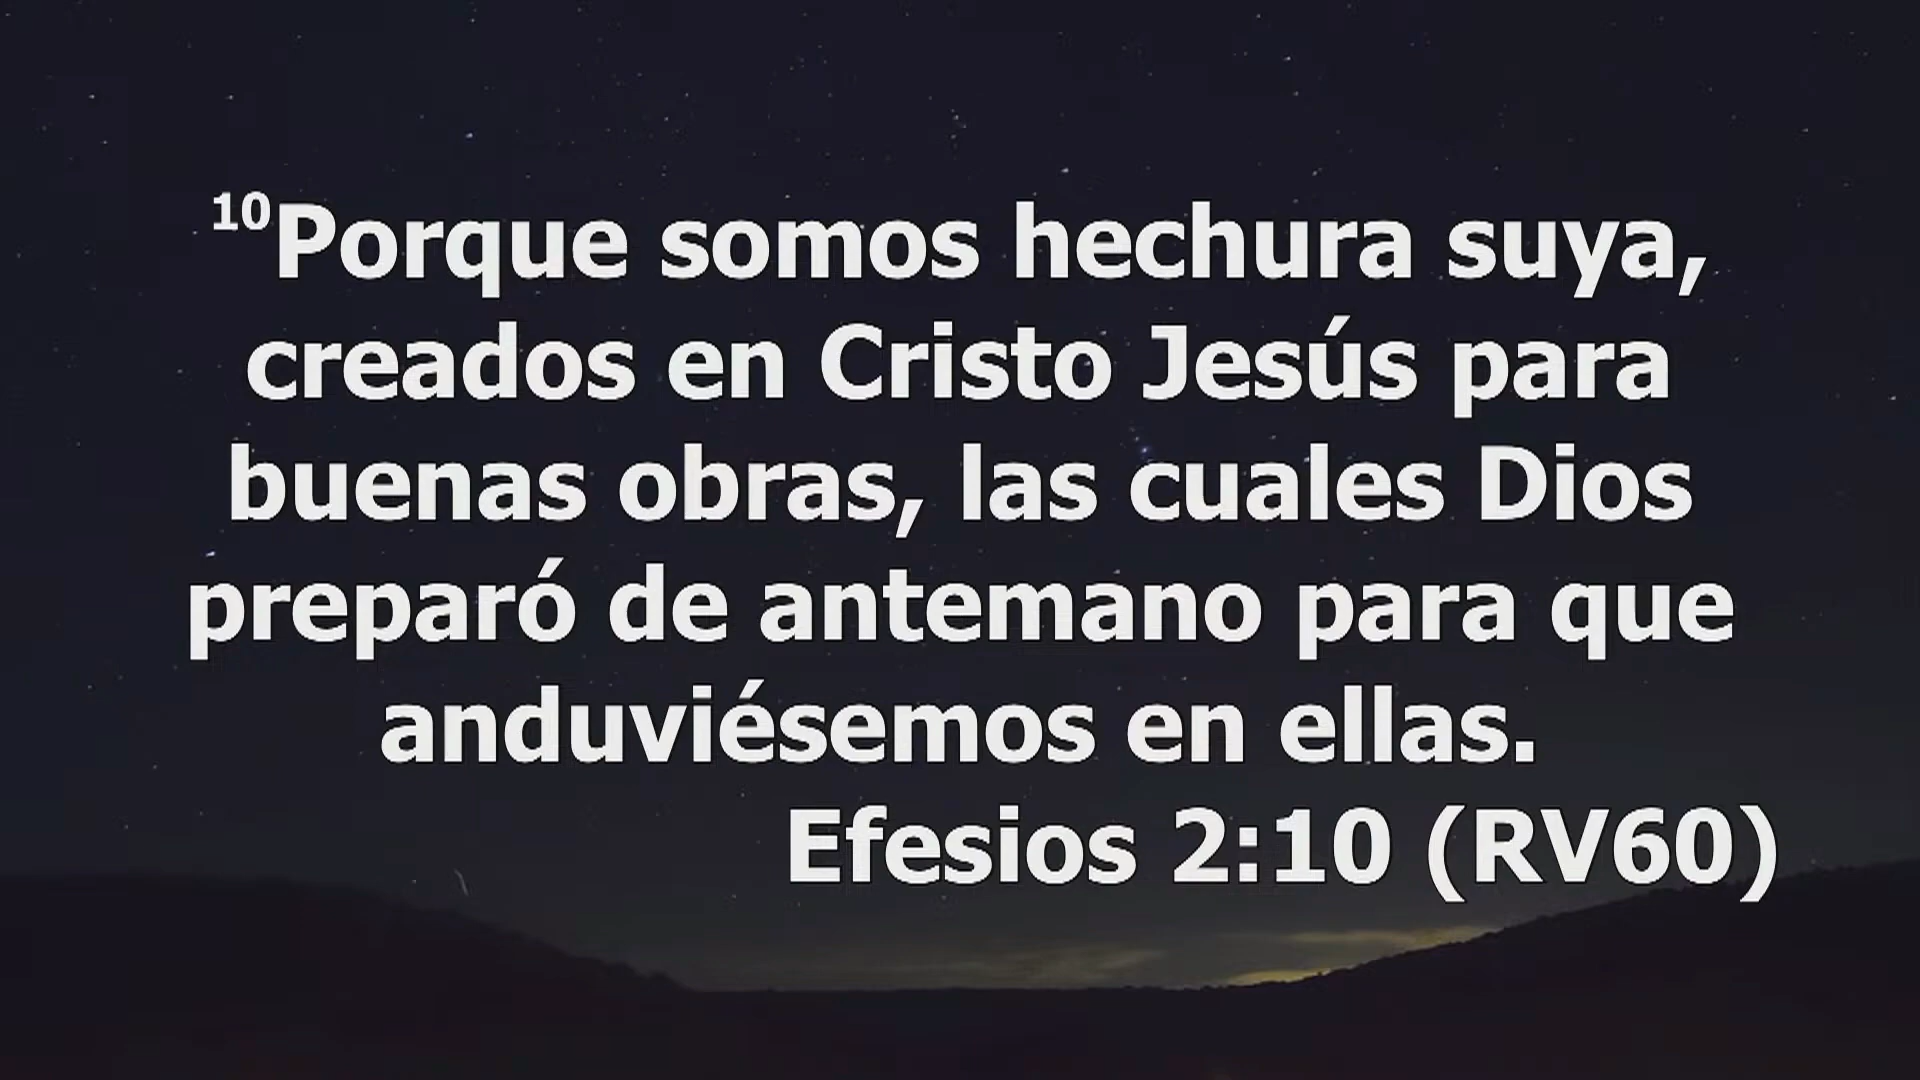 ¹⁰Porque somos hechura suya,
creados en Cristo Jesús para
buenas obras, las cuales Dios
preparó de antemano para que
anduviésemos en ellas.
Efesios 2:10 (RV60)